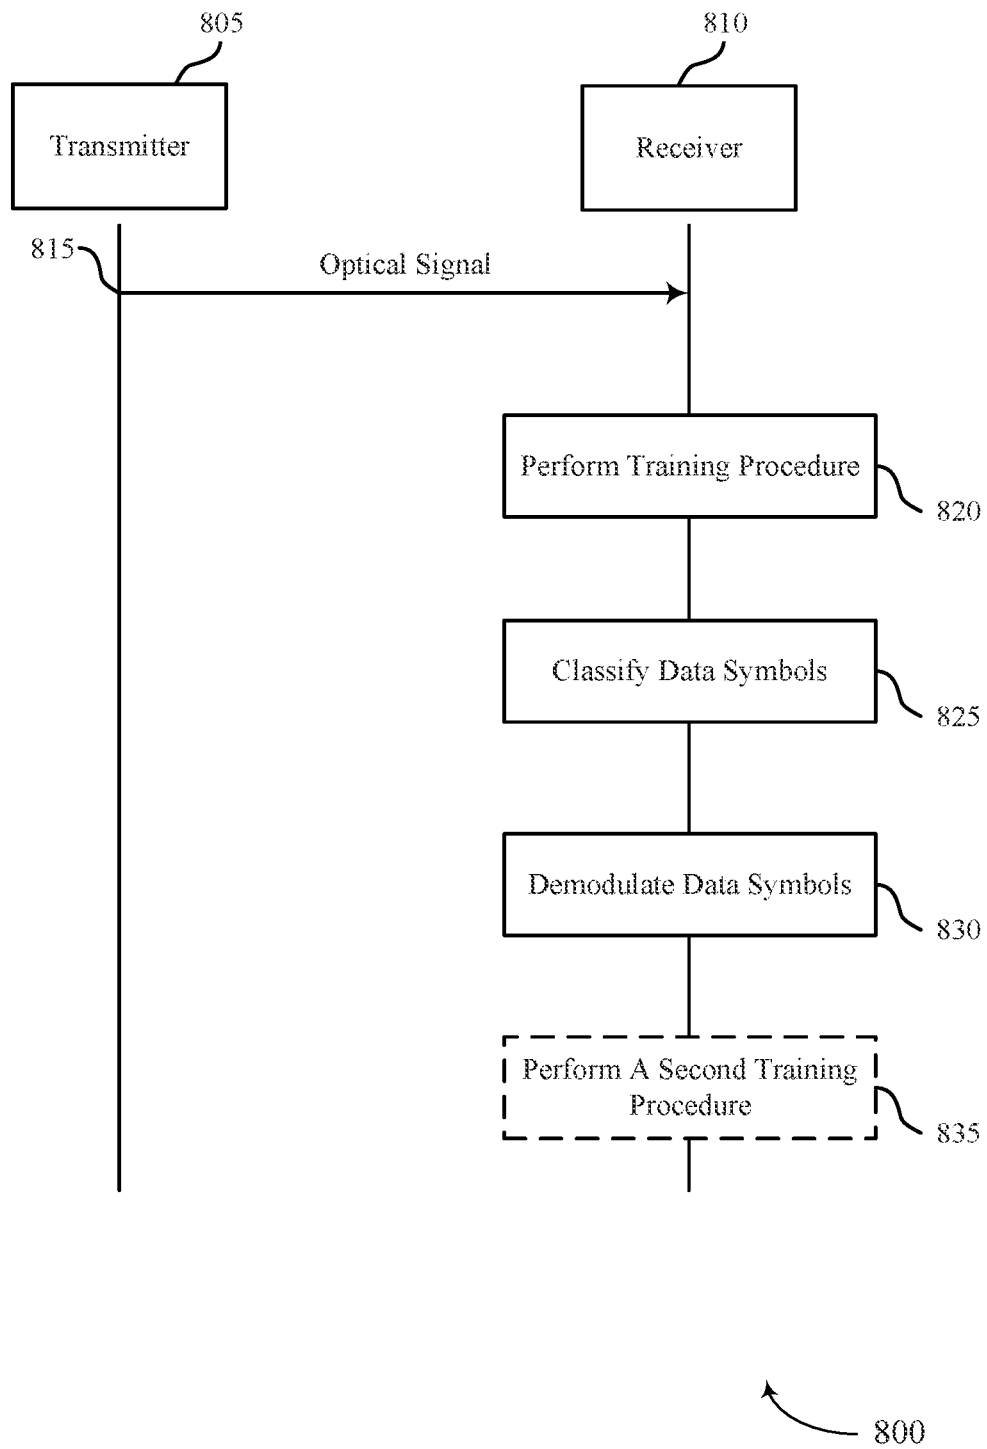 805
810
Transmitter
Receiver
815
Optical Signal
Perform Training Procedure
820
Classify Data Symbols
825
Demodulate Data Symbols
830
Perform A Second Training
Procedure
835
800